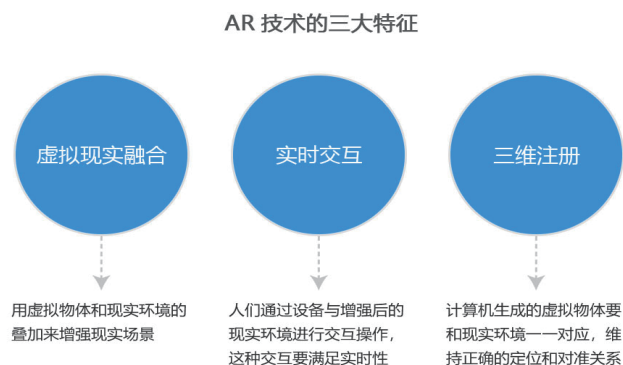 AR 技术的三大特征
虚拟现实融合
实时交互
三维注册
用虚拟物体和现实环境的
叠加来增强现实场景
人们通过设备与增强后的
现实环境进行交互操作，
这种交互要满足实时性
计算机生成的虚拟物体要
和现实环境一一对应，维
持正确的定位和对准关系